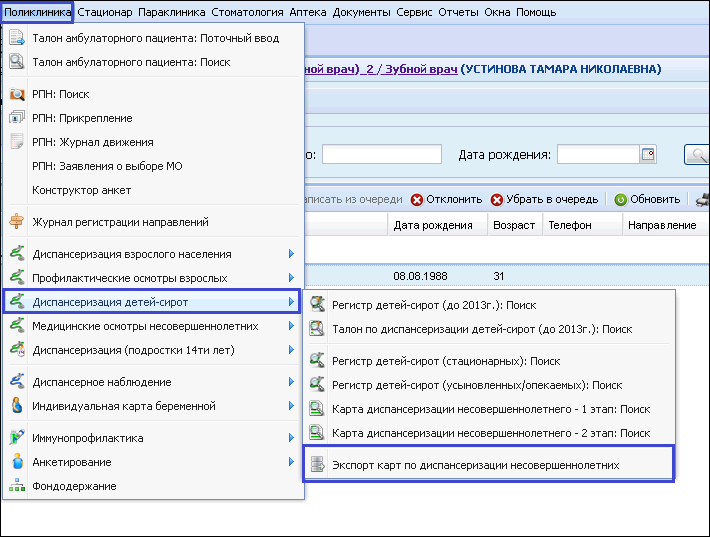 Поликлиника Стационар Параклиника Стоматология Аптека Документы Сервис Отчеты Окна Помощь
Талон амбулаторного пациента: Поточный ввод
Талон амбулаторного пациента: Поиск
ной врач)_2 / Зубной врач (УСТИНОВА ТАМАРА НИКОЛАЕВНА)
РПН: Поиск
РПН: Прикрепление
РПН: Журнал движения
о: Дата рождения:
РПН: Заявления о выборе МО
Конструктор анкет
исать из очереди Отклонить Убрать в очередь Обновить
Журнал регистрации направлений
Дата рождения Возраст Телефон Направление
Диспансеризация взрослого населения
Профилактические осмотры взрослых
08.08.1988 31
Диспансеризация детей-сирот
Регистр детей-сирот (до 2013г.): Поиск
Медицинские осмотры несовершеннолетних
Талон по диспансеризации детей-сирот (до 2013г.): Поиск
Диспансеризация (подростки 14ти лет)
Регистр детей-сирот (стационарных): Поиск
Диспансерное наблюдение
Регистр детей-сирот (усыновленных/опекаемых): Поиск
Индивидуальная карта беременной
Карта диспансеризации несовершеннолетнего - 1 этап: Поиск
Иммунопрофилактика
Карта диспансеризации несовершеннолетнего - 2 этап: Поиск
Анкетирование
Экспорт карт по диспансеризации несовершеннолетних
Фондодержание